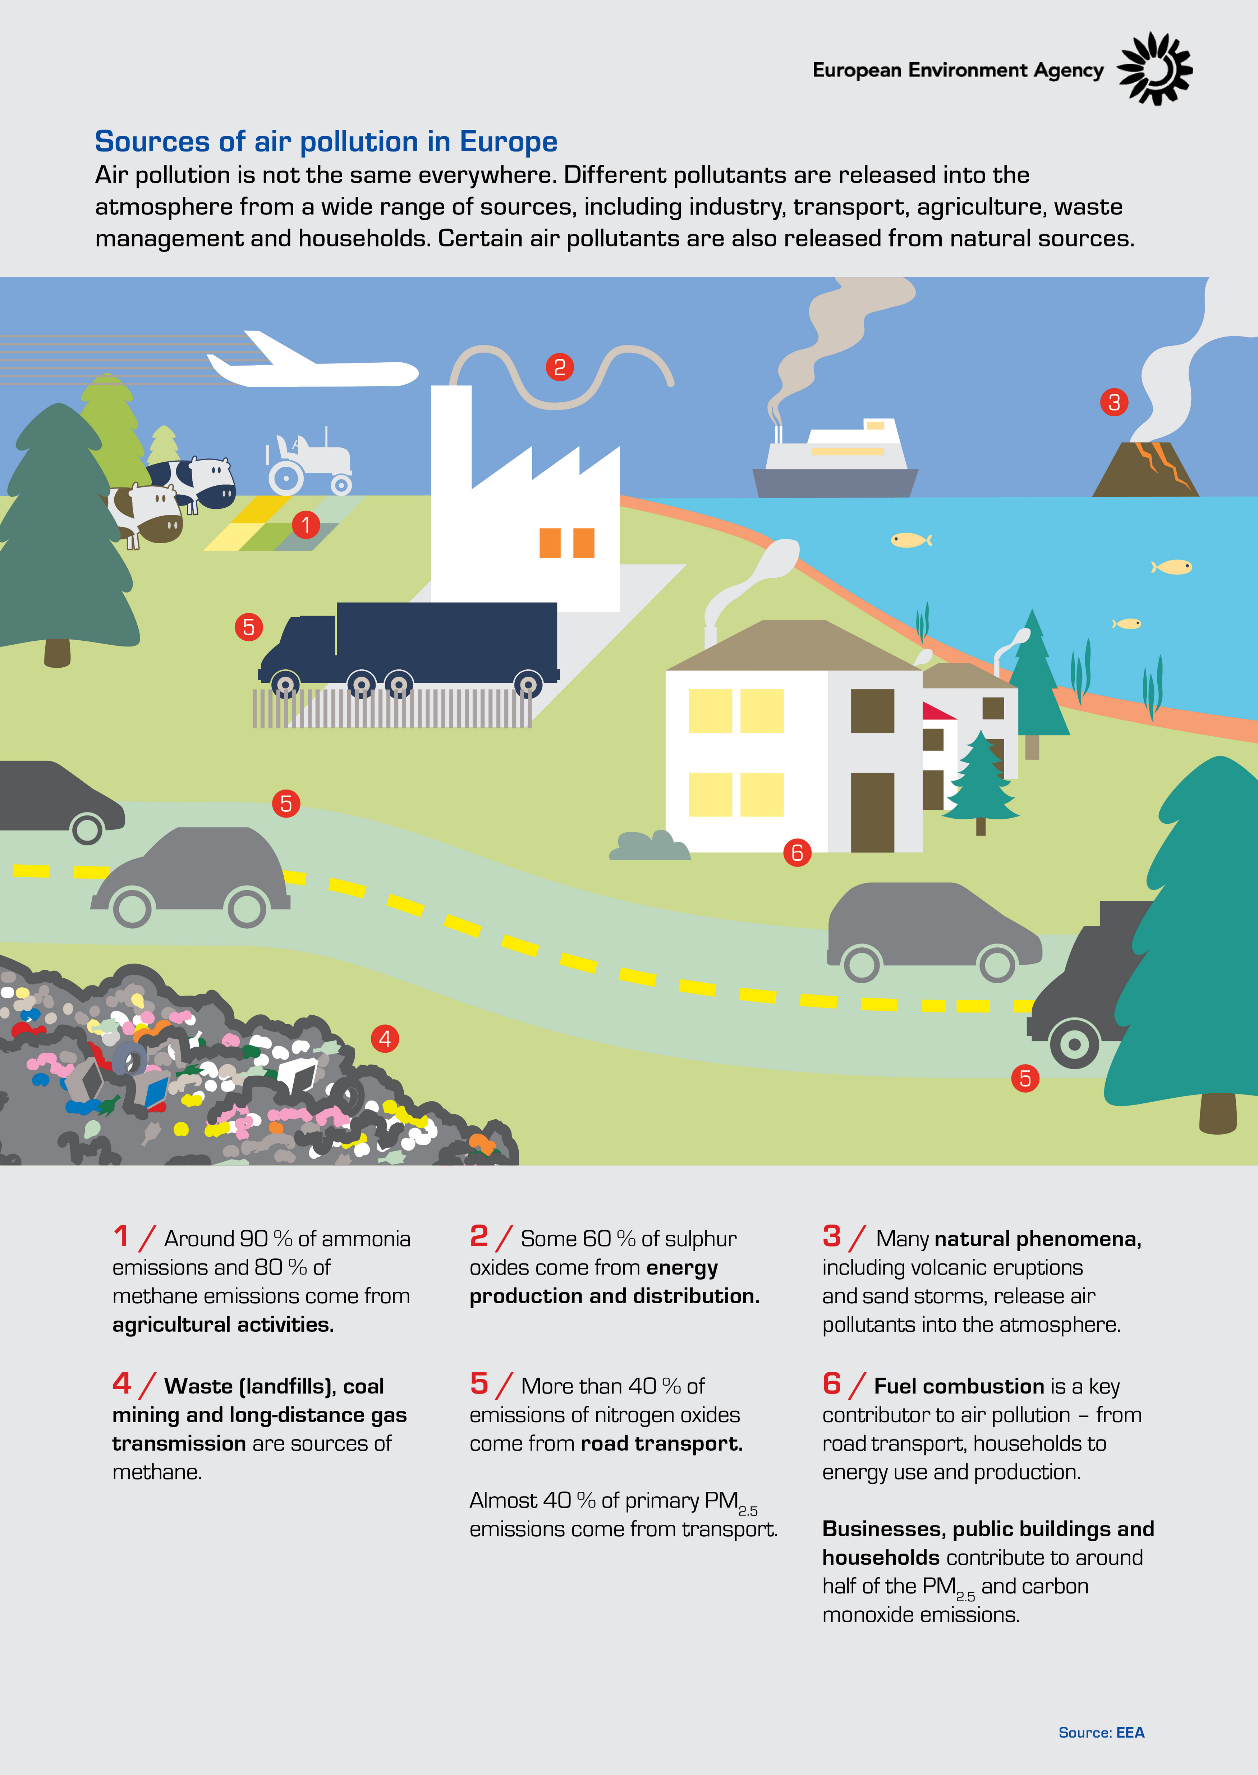 European Environment Agency
Sources of air pollution in Europe
Air pollution is not the same everywhere. Different pollutants are released into the
atmosphere from a wide range of sources, including industry, transport, agriculture, waste
management and households. Certain air pollutants are also released from natural sources.
2
3
1
5
5
6
4
5
1 / Around 90 % of ammonia
emissions and 80 % of
methane emissions come from
agricultural activities.
2 / Some 60 % of sulphur
oxides come from energy
production and distribution.
3 / Many natural phenomena,
including volcanic eruptions
and sand storms, release air
pollutants into the atmosphere.
4 / Waste (landfills), coal
mining and long-distance gas
transmission are sources of
methane.
5 / More than 40 % of
emissions of nitrogen oxides
come from road transport.
Almost 40 % of primary PM2.5
emissions come from transport.
6 / Fuel combustion is a key
contributor to air pollution – from
road transport, households to
energy use and production.
Businesses, public buildings and
households contribute to around
half of the PM2.5 and carbon
monoxide emissions.
Source: EEA